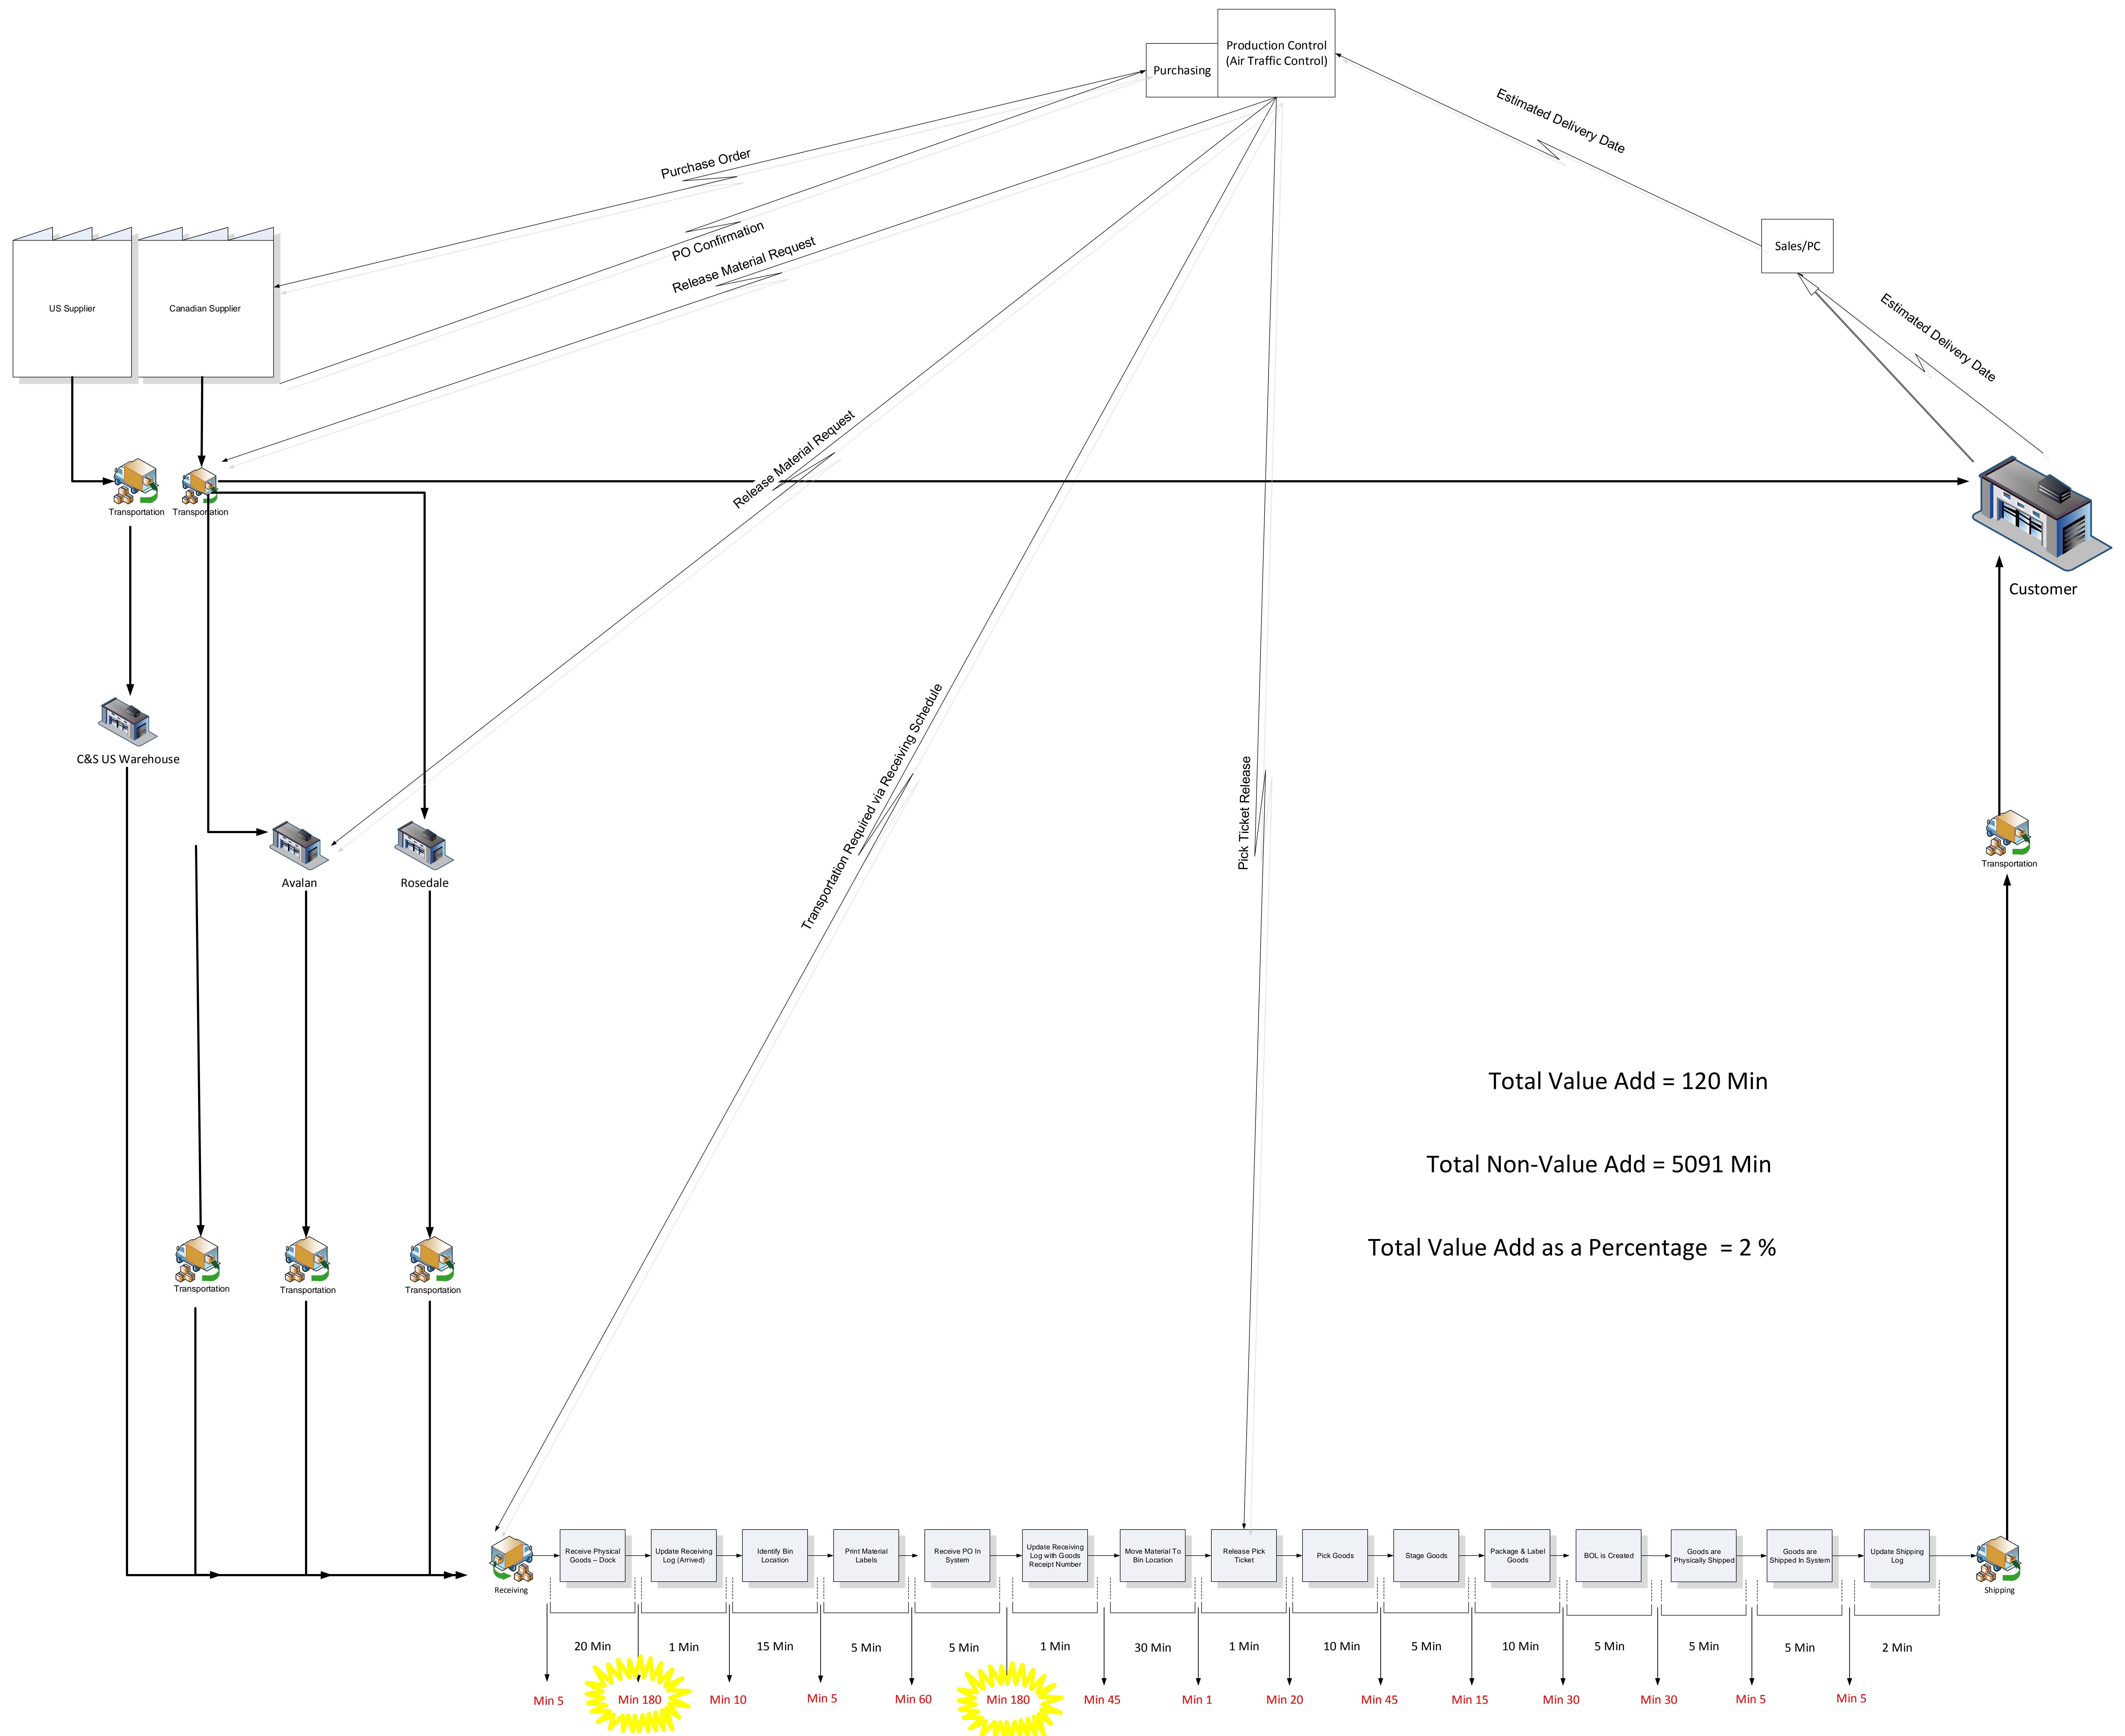 Production Control
(Air Traffic Control)
Purchasing
Estimated Delivery Date
Purchase Order
PO Confirmation
Release Material Request
Sales/PC
Estimated Delivery Date
US Supplier
Canadian Supplier
Release Material Request
Transportation
Transportation
Customer
C&S US Warehouse
Transportation Required via Receiving Schedule
Pick Ticket Release
Avalan
Rosedale
Transportation
Total Value Add = 120 Min
Total Non-Value Add = 5091 Min
Total Value Add as a Percentage = 2 %
Transportation
Transportation
Transportation
Receiving
Receive Physical
Goods – Dock
Update Receiving
Log (Arrived)
Identify Bin
Location
Print Material
Labels
Receive PO In
System
Update Receiving
Log with Goods
Receipt Number
Move Material To
Bin Location
Release Pick
Ticket
Pick Goods
Stage Goods
Package & Label
Goods
BOL is Created
Goods are
Physically Shipped
Goods are
Shipped In System
Update Shipping
Log
Shipping
20 Min
1 Min
15 Min
5 Min
5 Min
1 Min
30 Min
1 Min
10 Min
5 Min
10 Min
5 Min
5 Min
5 Min
2 Min
Min 5
Min 180
Min 10
Min 5
Min 60
Min 180
Min 45
Min 1
Min 20
Min 45
Min 15
Min 30
Min 30
Min 5
Min 5